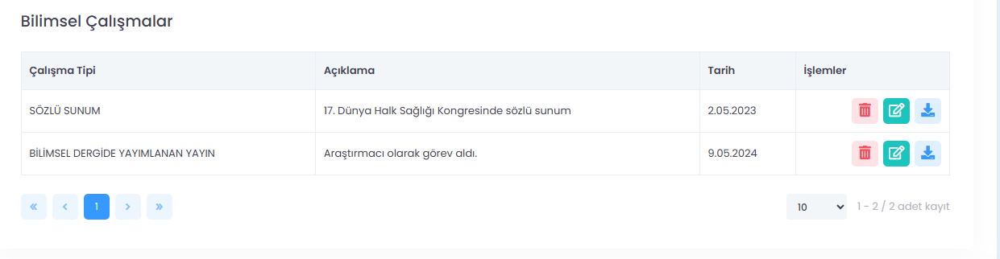 Bilimsel Çalışmalar
Çalışma Tipi Açıklama Tarih İşlemler
SÖZLÜ SUNUM 17. Dünya Halk Sağlığı Kongresinde sözlü sunum 2.05.2023
BİLİMSEL DERGİDE YAYIMLANAN YAYIN Araştırmacı olarak görev aldı. 9.05.2024
« ‹ 1 › » 10 1 - 2 / 2 adet kayıt